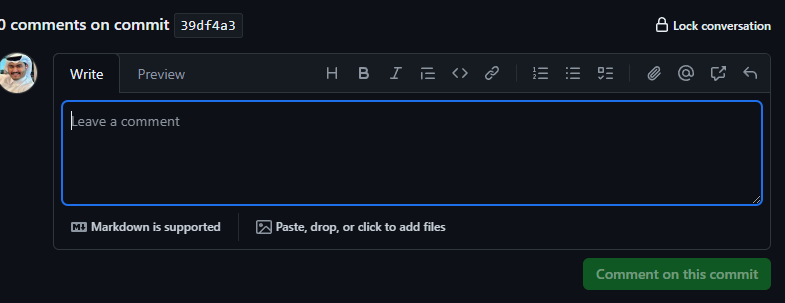 0 comments on commit 39df4a3
Lock conversation
Write
Preview
Leave a comment
Markdown is supported
Paste, drop, or click to add files
Comment on this commit